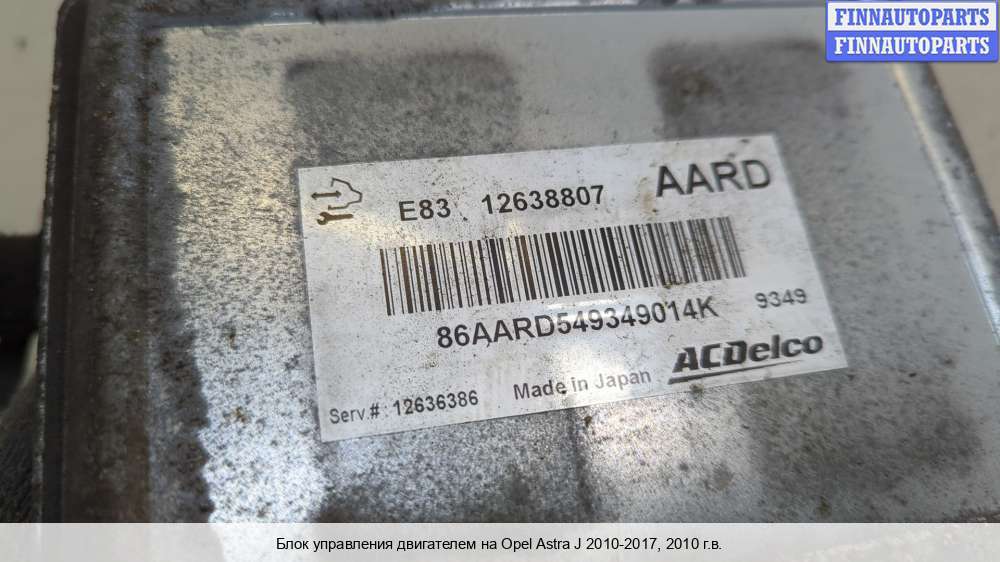 FINNAUTOPARTS
FINNAUTOPARTS
E83 12638807 AARD
86AARD549349014K 9349
Serv.#: 12636386 Made in Japan ACDelco
Блок управления двигателем на Opel Astra J 2010-2017, 2010 г.в.